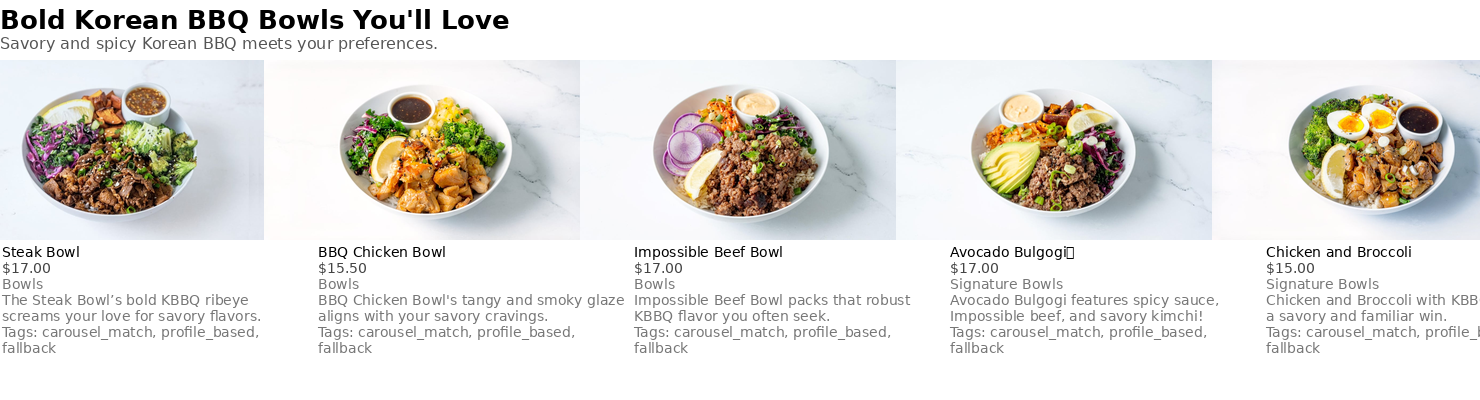 Bold Korean BBQ Bowls You'll Love
Savory and spicy Korean BBQ meets your preferences.
Steak Bowl
$17.00
Bowls
The Steak Bowl’s bold KBBQ ribeye
screams your love for savory flavors.
Tags: carousel_match, profile_based,
fallback
BBQ Chicken Bowl
$15.50
Bowls
BBQ Chicken Bowl's tangy and smoky glaze
aligns with your savory cravings.
Tags: carousel_match, profile_based,
fallback
Impossible Beef Bowl
$17.00
Bowls
Impossible Beef Bowl packs that robust
KBBQ flavor you often seek.
Tags: carousel_match, profile_based,
fallback
Avocado Bulgogi
$17.00
Signature Bowls
Avocado Bulgogi features spicy sauce,
Impossible beef, and savory kimchi!
Tags: carousel_match, profile_based,
fallback
Chicken and Broccoli
$15.00
Signature Bowls
Chicken and Broccoli with
a savory and familiar win.
Tags: carousel_match,
fallback